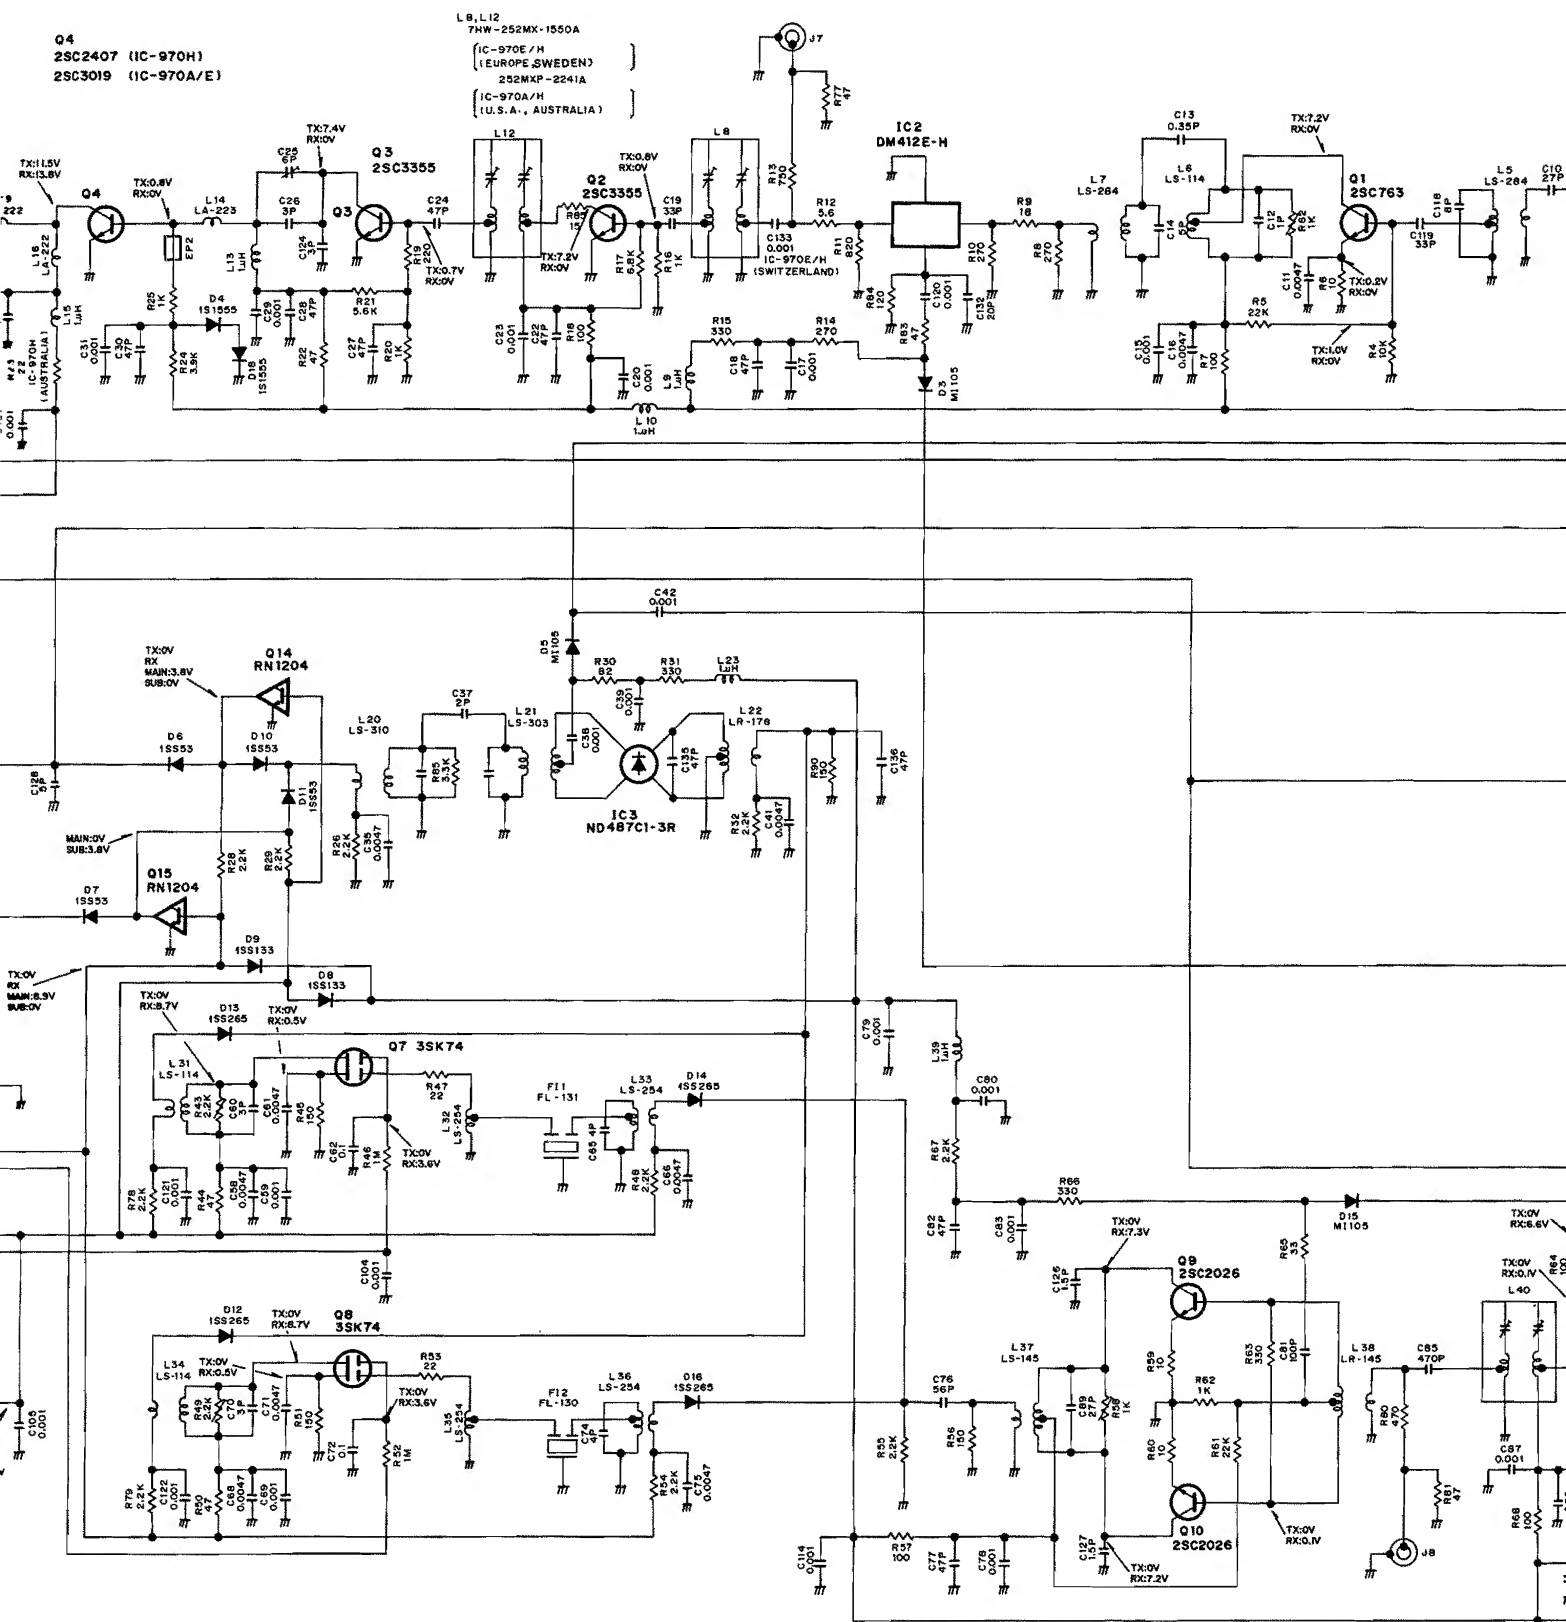 Q4
2SC2407 (IC-970H)
2SC3019 (IC-970A/E)
L8,L12
7HW-252MX-1550A
IC-970E/H
(EUROPE,SWEDEN)
252MXP-2241A
IC-970A/H
(U.S.A., AUSTRALIA)
J7
R77
47
IC2
DM412E-H
C13
0.35P
TX:7.2V
RX:0V
L12
L8
R13
750
L7
LS-284
L6
LS-114
Q1
2SC763
L5
LS-284
C10
27P
TX:11.5V
RX:13.8V
Q4
TX:0.8V
RX:0V
L14
LA-223
C25
6P
TX:7.4V
RX:0V
Q3
2SC3355
C26
3P
Q3
C24
47P
Q2
2SC3355
TX:0.8V
RX:0V
C19
33P
R12
5.6
R9
18
C14
5P
C12
1P
R82
1K
C118
8P
C119
33P
222
L16
LA-222
EP2
L13
1uH
C124
3P
R19
220
TX:0.7V
RX:0V
R85
15
TX:7.2V
RX:0V
R17
6.8K
R16
1K
C133
0.001
IC-970E/H
(SWITZERLAND)
R11
820
R10
270
R8
270
C11
0.0047
R6
10
TX:0.2V
RX:0V
L15
1uH
R25
1K
D4
1S1555
C29
0.001
C28
47P
R21
5.6K
C23
0.001
C22
47P
R18
100
R84
120
C120
0.001
C132
20P
R83
47
R15
330
R14
270
R5
22K
TX:1.0V
RX:0V
R4
10K
R23
22
IC-970H
(AUSTRALIA)
C31
0.001
C30
47P
R24
3.9K
D18
1S1555
R22
47
C27
47P
R20
1K
C20
0.001
L9
1uH
C18
47P
C17
0.001
D3
MI105
C15
0.001
C16
0.0047
R7
100
0.001
L10
1uH
C42
0.001
D5
MI105
TX:0V
RX
MAIN:3.8V
SUB:0V
Q14
RN1204
R30
82
R31
330
L23
1uH
C39
0.001
L20
LS-310
C37
2P
L21
LS-303
C38
0.001
L22
LR-178
C135
47P
D6
1SS53
D10
1SS53
C128
5P
D11
1SS53
R85
3.3K
IC3
ND487C1-3R
R90
150
C136
47P
R32
2.2K
C41
0.0047
MAIN:0V
SUB:3.8V
R28
2.2K
R29
2.2K
R26
2.2K
C35
0.0047
D7
1SS53
Q15
RN1204
D9
1SS133
D8
1SS133
TX:0V
RX
MAIN:8.9V
SUB:0V
TX:0V
RX:8.7V
D13
1SS265
TX:0V
RX:0.5V
Q7 3SK74
C79
0.001
L39
1uH
C80
0.001
L31
LS-114
R43
2.2K
C60
3P
C61
0.0047
R45
150
R47
22
L32
LS-254
FI1
FL-131
L33
LS-254
D14
1SS265
C65 4P
C62
0.1
R46
1M
TX:0V
RX:3.6V
R67
2.2K
R78
2.2K
C121
0.001
R44
47
C58
0.0047
C59
0.001
R48
2.2K
C66
0.0047
R66
330
D15
MI105
TX:0V
RX:6.6V
C82
47P
C83
0.001
TX:0V
RX:7.3V
R65
33
C104
0.001
C126
1.5P
Q9
2SC2026
TX:0V
RX:0.1V
R64
100
L40
D12
1SS265
TX:0V
RX:8.7V
Q8
3SK74
L34
LS-114
TX:0V
RX:0.5V
R53
22
R49
2.2K
C70
3P
C71
0.0047
R51
150
TX:0V
RX:3.6V
L35
LS-254
FI2
FL-130
L36
LS-254
D16
1SS265
C74
4P
C76
56P
L37
LS-145
C89
27P
R58
1K
R59
10
R62
1K
R63
330
C81
100P
L38
LR-145
C85
470P
C105
0.001
C72
0.1
R52
1M
R55
2.2K
R56
150
R60
10
R61
22K
R80
470
C87
0.001
R79
2.2K
C122
0.001
R50
47
C68
0.0047
C69
0.001
R54
2.2K
C75
0.0047
R81
47
R68
100
C114
0.001
R57
100
C77
47P
C78
0.001
C127
1.5P
Q10
2SC2026
TX:0V
RX:0.1V
TX:0V
RX:7.2V
J8